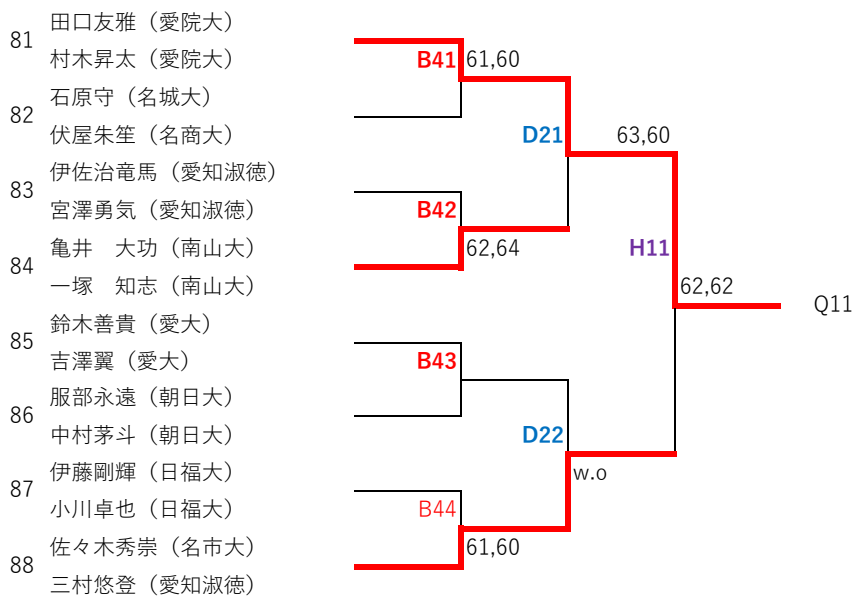 田口友雅（愛院大）
81
村木昇太（愛院大）
B41 61,60
石原守（名城大）
82
伏屋朱笙（名商大）
D21 63,60
伊佐治竜馬（愛知淑徳）
83
宮澤勇気（愛知淑徳）
B42
亀井　大功（南山大）
62,64 H11
84
一塚　知志（南山大）
62,62
Q11
鈴木善貴（愛大）
85
吉澤翼（愛大）
B43
服部永遠（朝日大）
86
中村茅斗（朝日大）
D22
伊藤剛輝（日福大）
w.o
87
小川卓也（日福大）
B44
佐々木秀崇（名市大）
61,60
88
三村悠登（愛知淑徳）